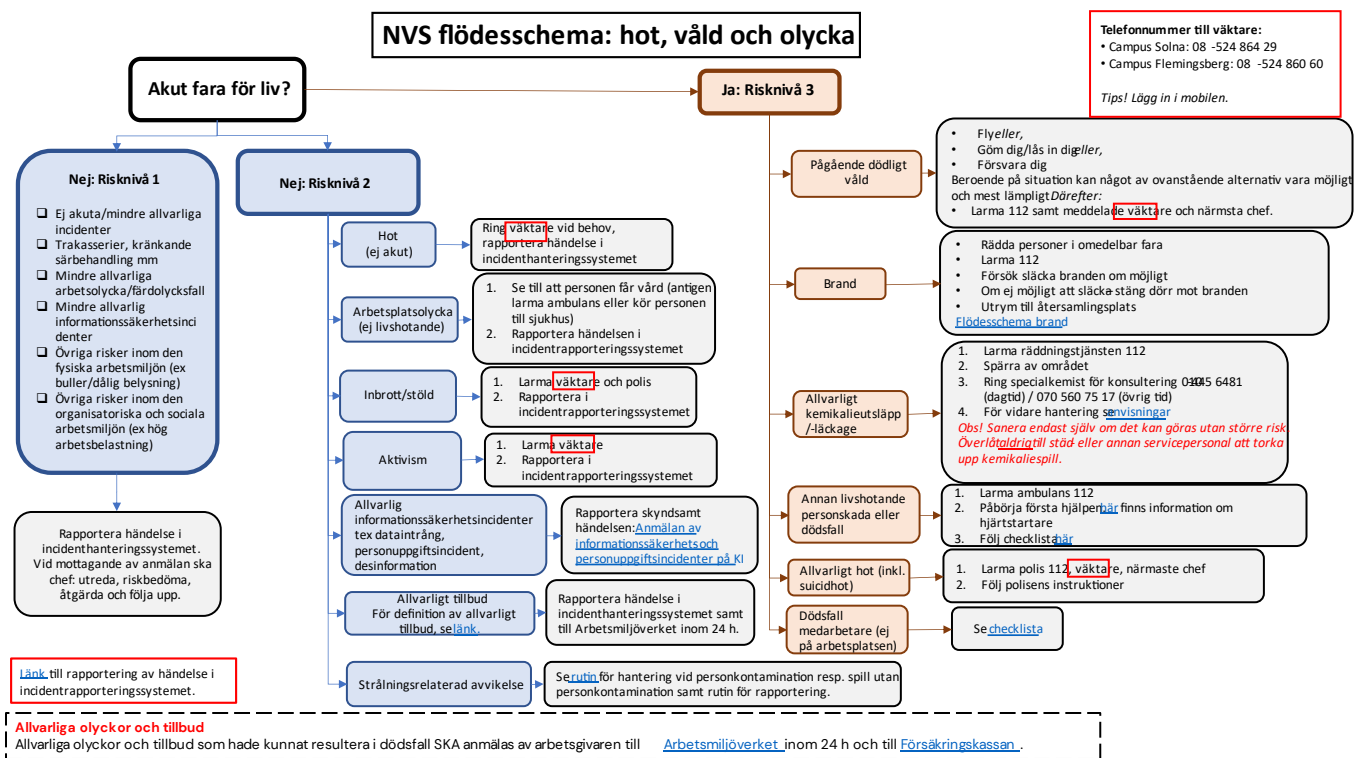 NVS flödesschema: hot, våld och olycka
Telefonnummer till väktare:
• Campus Solna: 08 -524 864 29
• Campus Flemingsberg: 08 -524 860 60
Tips! Lägg in i mobilen.
Akut fara för liv?
Ja: Risknivå 3
Nej: Risknivå 1
❑ Ej akuta/mindre allvarliga
incidenter
❑ Trakasserier, kränkande
särbehandling mm
❑ Mindre allvarliga
arbetsolycka/färdolycksfall
❑ Mindre allvarlig
informationssäkerhetsinci
denter
❑ Övriga risker inom den
fysiska arbetsmiljön (ex
buller/dålig belysning)
❑ Övriga risker inom den
organisatoriska och sociala
arbetsmiljön (ex hög
arbetsbelastning)
Rapportera händelse i
incidenthanteringssystemet.
Vid mottagande av anmälan ska
chef: utreda, riskbedöma,
åtgärda och följa upp.
Länk till rapportering av händelse i
incidentrapporteringssystemet.
Nej: Risknivå 2
Hot
(ej akut)
Ring väktare vid behov,
rapportera händelse i
incidenthanteringssystemet
Arbetsplatsolycka
(ej livshotande)
1. Se till att personen får vård (antigen
larma ambulans eller kör personen
till sjukhus)
2. Rapportera händelsen i
incidentrapporteringssystemet
Inbrott/stöld
1. Larma väktare och polis
2. Rapportera i
incidentrapporteringssystemet
Aktivism
1. Larma väktare
2. Rapportera i
incidentrapporteringssystemet
Allvarlig
informationssäkerhetsincidenter
tex dataintrång,
personuppgiftsincident,
desinformation
Rapportera skyndsamt
händelsen: Anmälan av
informationssäkerhets och
personuppgiftsincidenter på KI
Allvarligt tillbud
För definition av allvarligt
tillbud, se länk.
Rapportera händelse i
incidenthanteringssystemet samt
till Arbetsmiljöverket inom 24 h.
Strålningsrelaterad avvikelse
Se rutin för hantering vid personkontamination resp. spill utan
personkontamination samt rutin för rapportering.
Pågående dödligt
våld
• Fly eller,
• Göm dig/lås in dig eller,
• Försvara dig
Beroende på situation kan något av ovanstående alternativ vara möjligt
och mest lämpligt Därefter:
• Larma 112 samt meddela de väktare och närmsta chef.
Brand
• Rädda personer i omedelbar fara
• Larma 112
• Försök släcka branden om möjligt
• Om ej möjligt att släcka - stäng dörr mot branden
• Utrym till återsamlingsplats
Flödesschema brand
Allvarligt
kemikalieutsläpp
/-läckage
1. Larma räddningstjänsten 112
2. Spärra av området
3. Ring specialkemist för konsultering 6481
(dagtid) / 070 560 75 17 (övrig tid)
4. För vidare hantering se anvisningar
Obs! Sanera endast själv om det kan göras utan större risk.
Överlåt aldrig till städ- eller annan servicepersonal att torka
upp kemikaliespill.
Annan livshotande
personskada eller
dödsfall
1. Larma ambulans 112
2. Påbörja första hjälpen, här finns information om
hjärtstartare
3. Följ checklista här
Allvarligt hot (inkl.
suicidhot)
1. Larma polis 112, väktare, närmaste chef
2. Följ polisens instruktioner
Dödsfall
medarbetare (ej
på arbetsplatsen)
Se checklista
Allvarliga olyckor och tillbud
Allvarliga olyckor och tillbud som hade kunnat resultera i dödsfall SKA anmälas av arbetsgivaren till Arbetsmiljöverket inom 24 h och till Försäkringskassan .